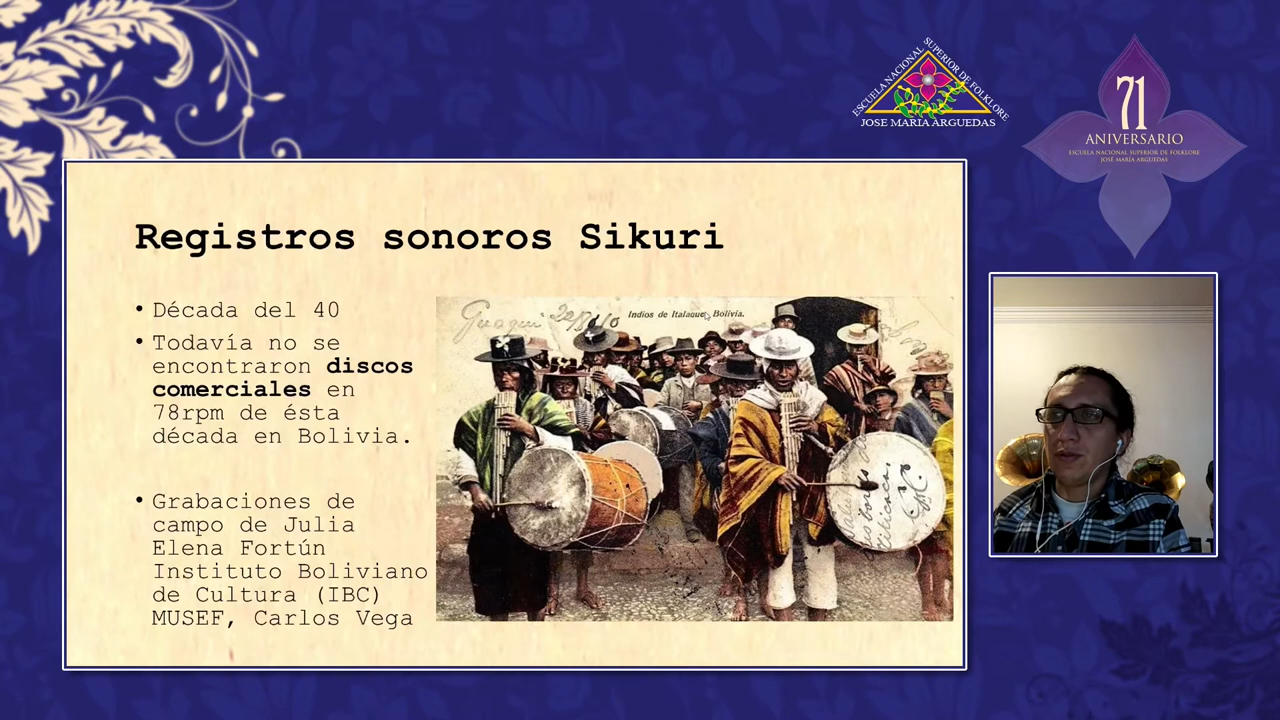 ESCUELA NACIONAL SUPERIOR DE FOLKLORE
JOSE MARIA ARGUEDAS
71
ANIVERSARIO
ESCUELA NACIONAL SUPERIOR DE FOLKLORE
JOSÉ MARÍA ARGUEDAS
Registros sonoros Sikuri
• Década del 40
• Todavía no se
encontraron discos
comerciales en
78rpm de ésta
década en Bolivia.
• Grabaciones de
campo de Julia
Elena Fortún
Instituto Boliviano
de Cultura (IBC)
MUSEF, Carlos Vega
Guaqui
Indios de Italaque, Bolivia.